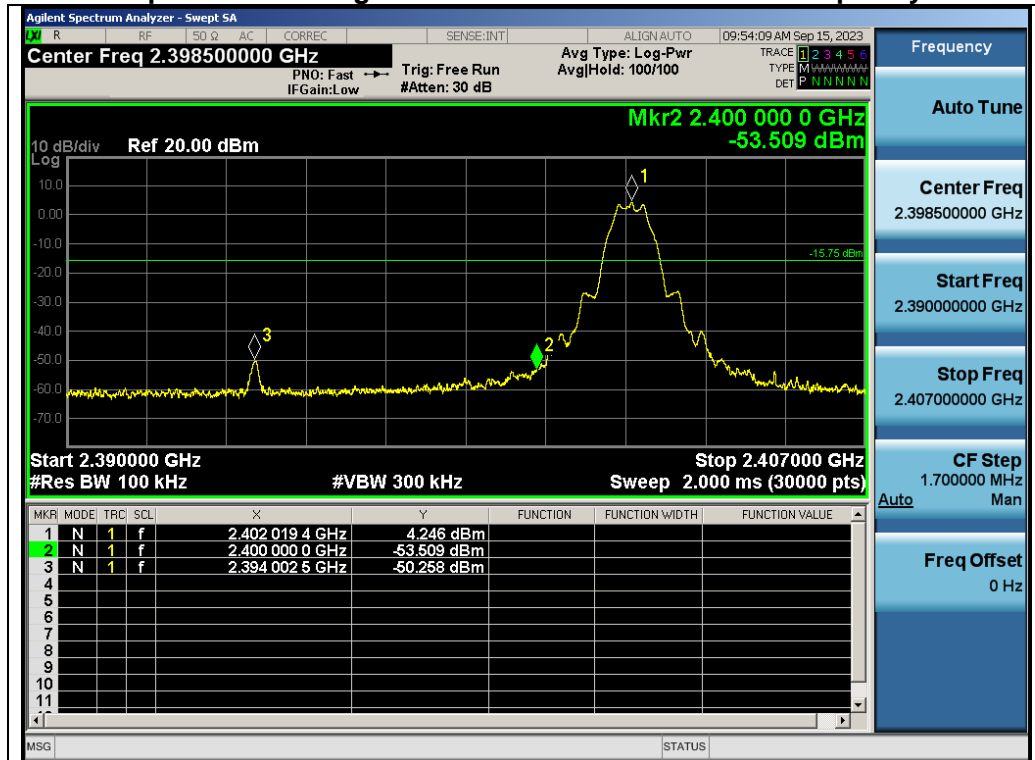 Agilent Spectrum Analyzer - Swept SA
LXI R RF 50 Ω AC CORREC SENSE:INT ALIGN AUTO 09:54:09 AM Sep 15, 2023
Center Freq 2.398500000 GHz
PNO: Fast
IFGain:Low
Trig: Free Run
#Atten: 30 dB
Avg Type: Log-Pwr
Avg|Hold: 100/100
TRACE 1 2 3 4 5 6
TYPE M WWWWW
DET P N N N N N
Mkr2 2.400 000 0 GHz
-53.509 dBm
10 dB/div Ref 20.00 dBm
Log
10.0
0.00
-10.0
-20.0
-30.0
-40.0
-50.0
-60.0
-70.0
1
-15.75 dBm
3
2
Start 2.390000 GHz Stop 2.407000 GHz
#Res BW 100 kHz #VBW 300 kHz Sweep 2.000 ms (30000 pts)
MKR MODE TRC SCL X Y FUNCTION FUNCTION WIDTH FUNCTION VALUE
1 N 1 f 2.402 019 4 GHz 4.246 dBm
2 N 1 f 2.400 000 0 GHz -53.509 dBm
3 N 1 f 2.394 002 5 GHz -50.258 dBm
4
5
6
7
8
9
10
11
MSG STATUS
Frequency
Auto Tune
Center Freq
2.398500000 GHz
Start Freq
2.390000000 GHz
Stop Freq
2.407000000 GHz
CF Step
1.700000 MHz
Auto Man
Freq Offset
0 Hz